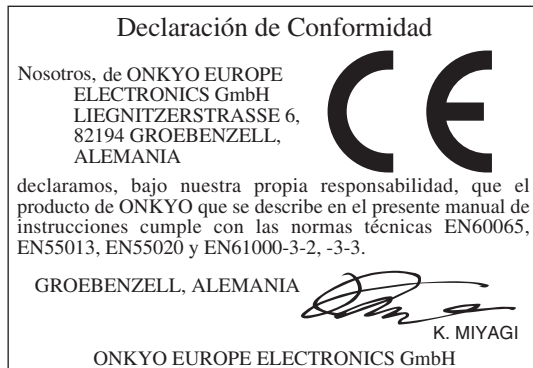 Declaración de Conformidad
Nosotros, de ONKYO EUROPE
ELECTRONICS GmbH
LIEGNITZERSTRASSE 6,
82194 GROEBENZELL,
ALEMANIA
CE
declaramos, bajo nuestra propia responsabilidad, que el
producto de ONKYO que se describe en el presente manual de
instrucciones cumple con las normas técnicas EN60065,
EN55013, EN55020 y EN61000-3-2, -3-3.
GROEBENZELL, ALEMANIA
K. MIYAGI
ONKYO EUROPE ELECTRONICS GmbH